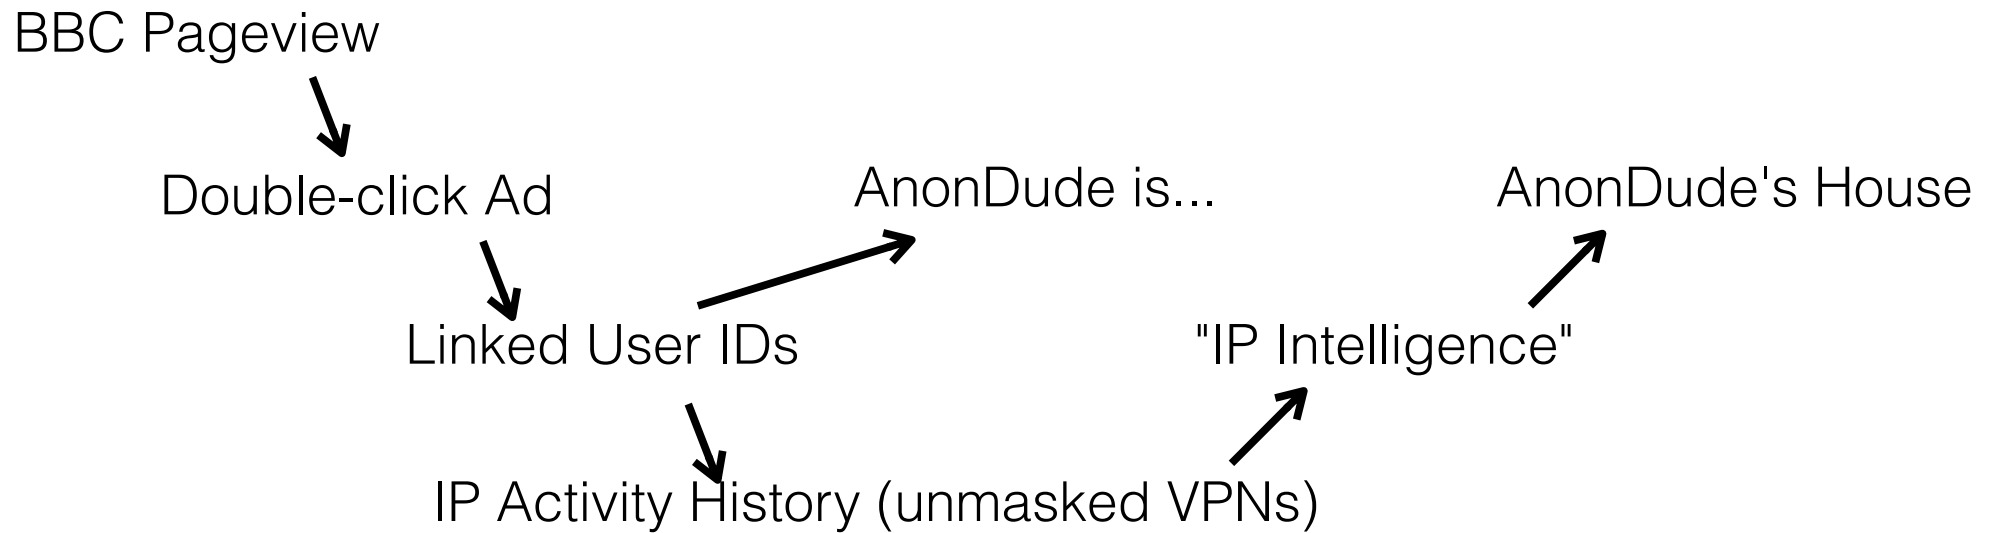 BBC Pageview
Double-click Ad
AnonDude is...
AnonDude's House
Linked User IDs
"IP Intelligence"
IP Activity History (unmasked VPNs)